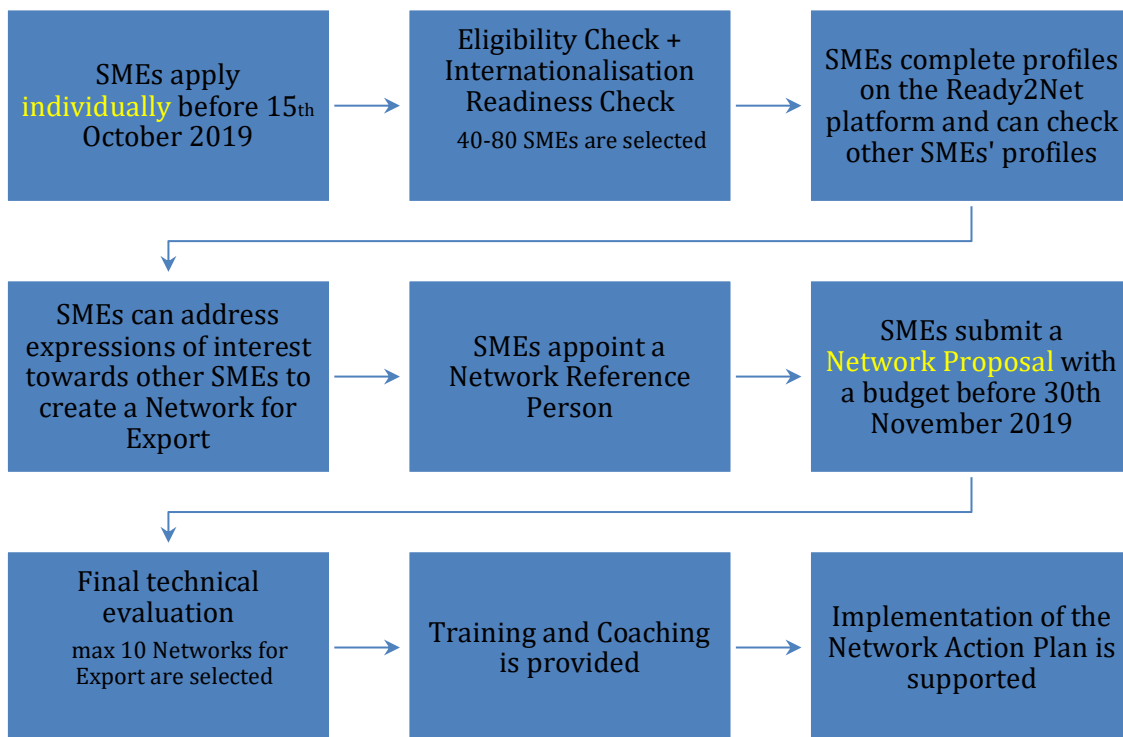 SMEs apply
individually before 15th
October 2019
Eligibility Check +
Internationalisation
Readiness Check
40-80 SMEs are selected
SMEs complete profiles
on the Ready2Net
platform and can check
other SMEs' profiles
SMEs can address
expressions of interest
towards other SMEs to
create a Network for
Export
SMEs appoint a
Network Reference
Person
SMEs submit a
Network Proposal with
a budget before 30th
November 2019
Final technical
evaluation
max 10 Networks for
Export are selected
Training and Coaching
is provided
Implementation of the
Network Action Plan is
supported